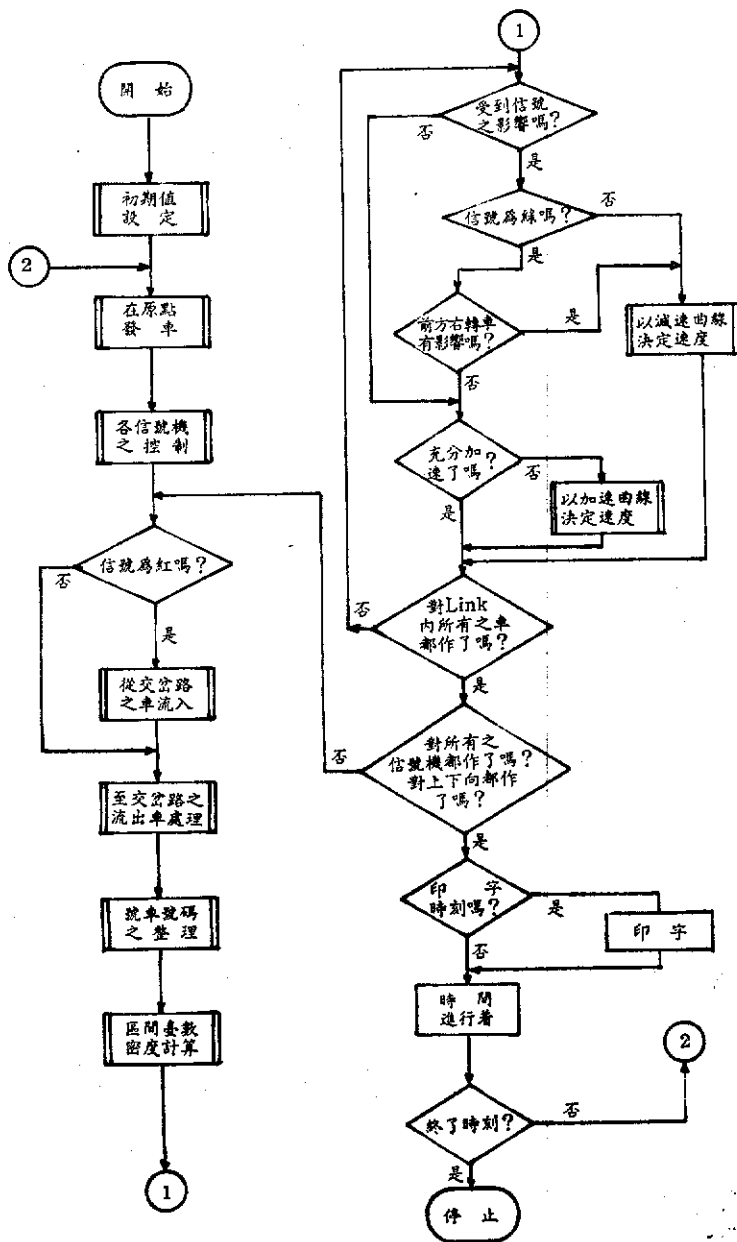 開始
初期值
設定
2
在原點
發車
各信號機
之控制
信號為紅嗎？
否
是
從交岔路
之車流入
至交岔路之
流出車處理
號車號碼
之整理
區間臺數
密度計算
1
1
受到信號
之影響嗎？
否
是
信號為綠嗎？
否
是
前方右轉車
有影響嗎？
是
否
以減速曲線
決定速度
充分加
速了嗎？
否
是
以加速曲線
決定速度
對Link
內所有之車
都作了嗎？
否
是
對所有之
信號機都作了嗎？
對上下向都作
了嗎？
否
是
印字
時刻嗎？
是
否
印字
時間
進行着
2
終了時刻？
否
是
停止